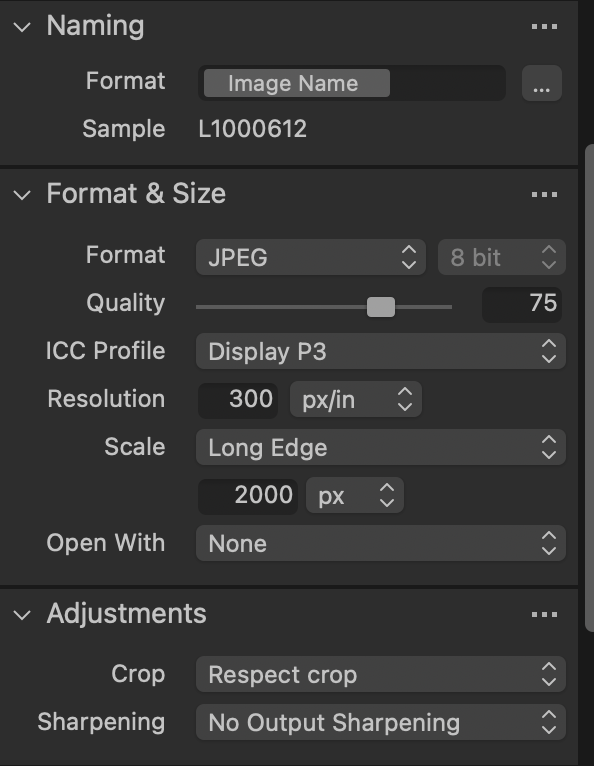 Naming
Format Image Name ...
Sample L1000612
Format & Size
Format JPEG 8 bit
Quality 75
ICC Profile Display P3
Resolution 300 px/in
Scale Long Edge
2000 px
Open With None
Adjustments
Crop Respect crop
Sharpening No Output Sharpening